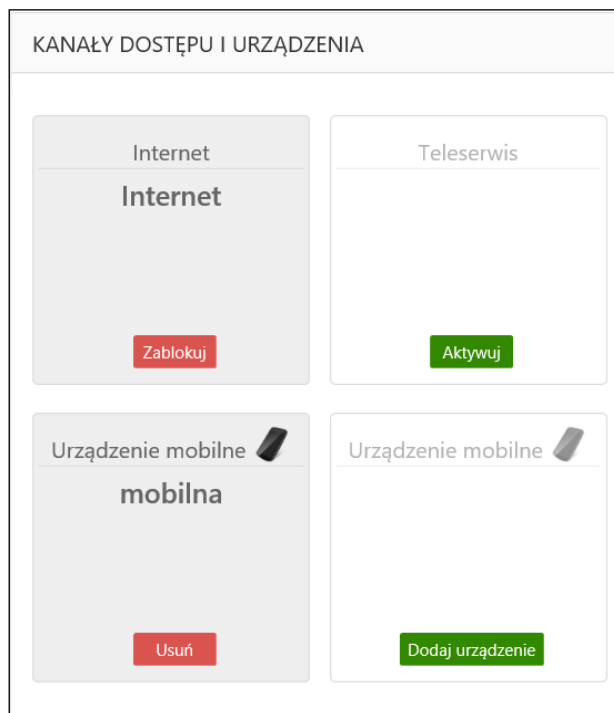 KANAŁY DOSTĘPU I URZĄDZENIA
Internet
Internet
Zablokuj
Teleserwis
Aktywuj
Urządzenie mobilne
mobilna
Usuń
Urządzenie mobilne
Dodaj urządzenie